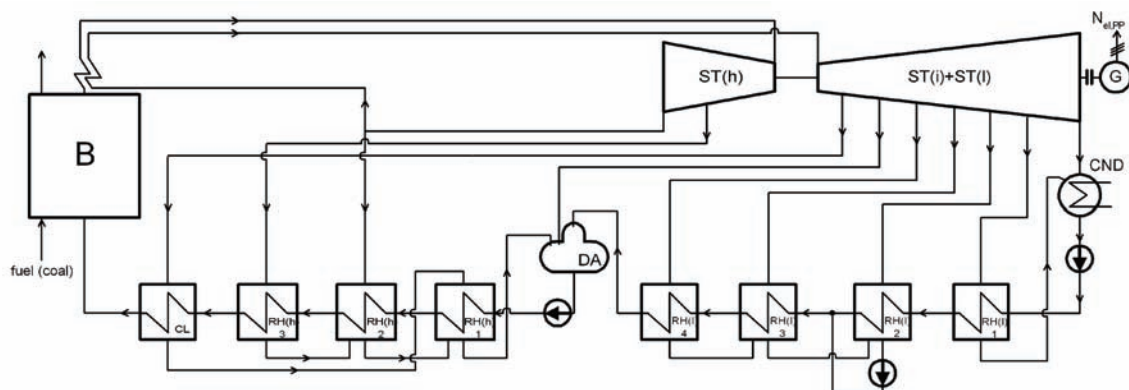 N el,PP
ST(h)
ST(i)+ST(l)
G
B
CND
fuel (coal)
DA
CL
RH(h)
3
RH(h)
2
RH(h)
1
RH(l)
4
RH(l)
3
RH(l)
2
RH(l)
1